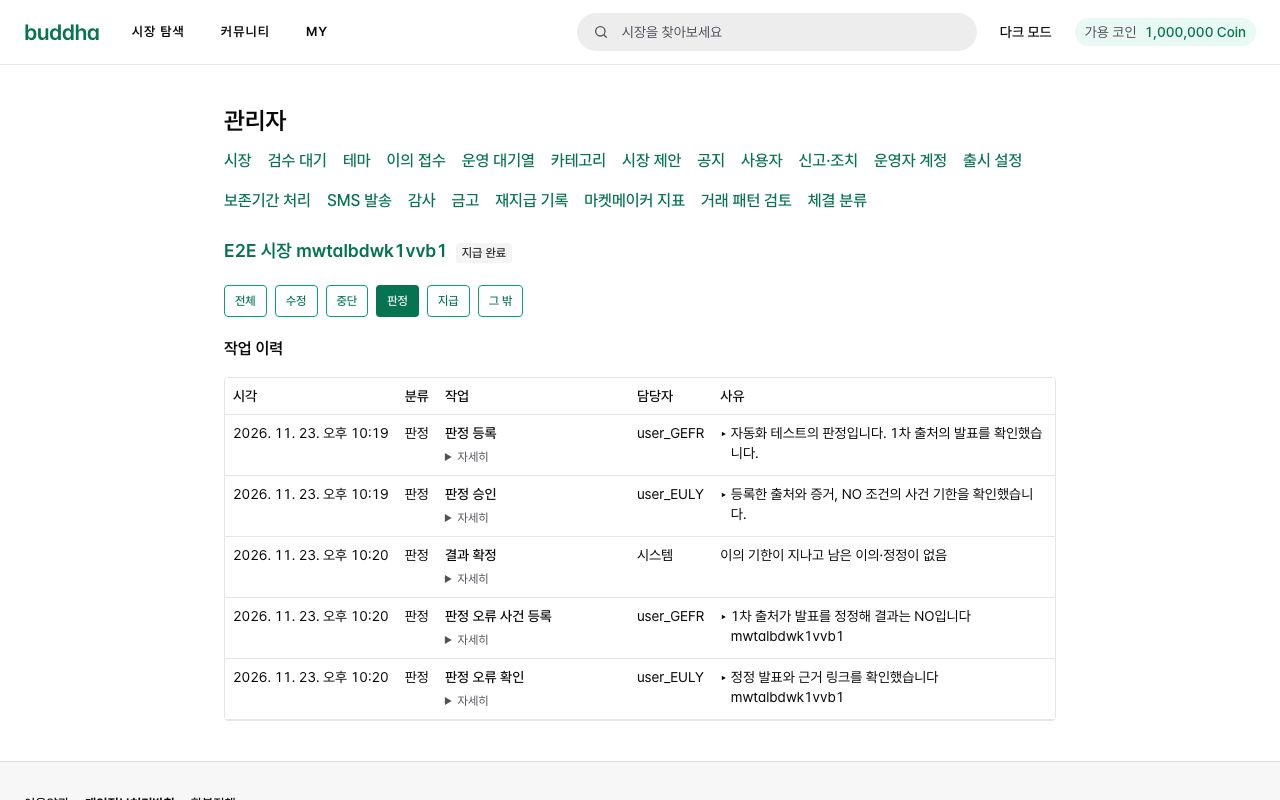 buddha 시장 탐색 커뮤니티 MY 시장을 찾아보세요 다크 모드 가용 코인 1,000,000 Coin
관리자
시장 검수 대기 테마 이의 접수 운영 대기열 카테고리 시장 제안 공지 사용자 신고·조치 운영자 계정 출시 설정
보존기간 처리 SMS 발송 감사 금고 재지급 기록 마켓메이커 지표 거래 패턴 검토 체결 분류
E2E 시장 mwtalbdwk1vvb1 지급 완료
전체 수정 중단 판정 지급 그 밖
작업 이력
시각 분류 작업 담당자 사유
2026. 11. 23. 오후 10:19 판정 판정 등록 user_GEFR ▸ 자동화 테스트의 판정입니다. 1차 출처의 발표를 확인했습
▶ 자세히 니다.
2026. 11. 23. 오후 10:19 판정 판정 승인 user_EULY ▸ 등록한 출처와 증거, NO 조건의 사건 기한을 확인했습니
▶ 자세히 다.
2026. 11. 23. 오후 10:20 판정 결과 확정 시스템 이의 기한이 지나고 남은 이의·정정이 없음
▶ 자세히
2026. 11. 23. 오후 10:20 판정 판정 오류 사건 등록 user_GEFR ▸ 1차 출처가 발표를 정정해 결과는 NO입니다
▶ 자세히 mwtalbdwk1vvb1
2026. 11. 23. 오후 10:20 판정 판정 오류 확인 user_EULY ▸ 정정 발표와 근거 링크를 확인했습니다
▶ 자세히 mwtalbdwk1vvb1